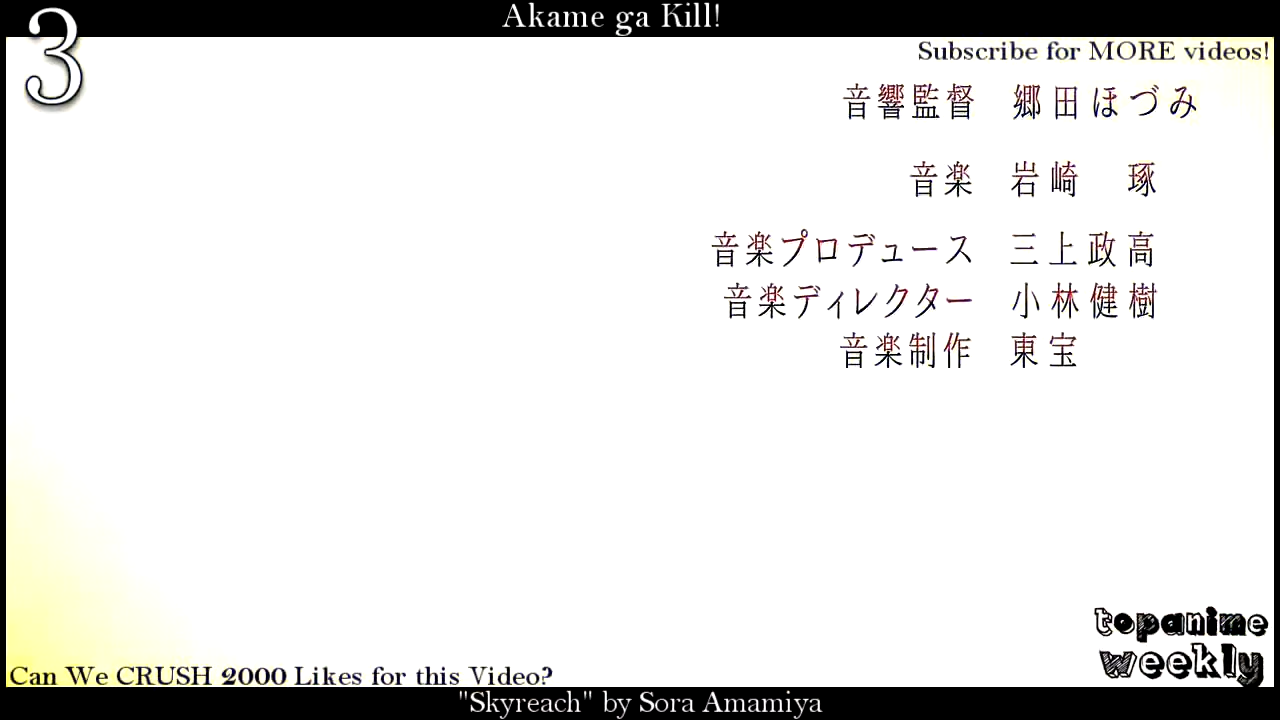 Akame ga Kill!
3
Subscribe for MORE videos!
音響監督 郷田ほづみ
音楽 岩崎 琢
音楽プロデュース 三上政高
音楽ディレクター 小林健樹
音楽制作 東宝
topanime
weekly
Can We CRUSH 2000 Likes for this Video?
"Skyreach" by Sora Amamiya